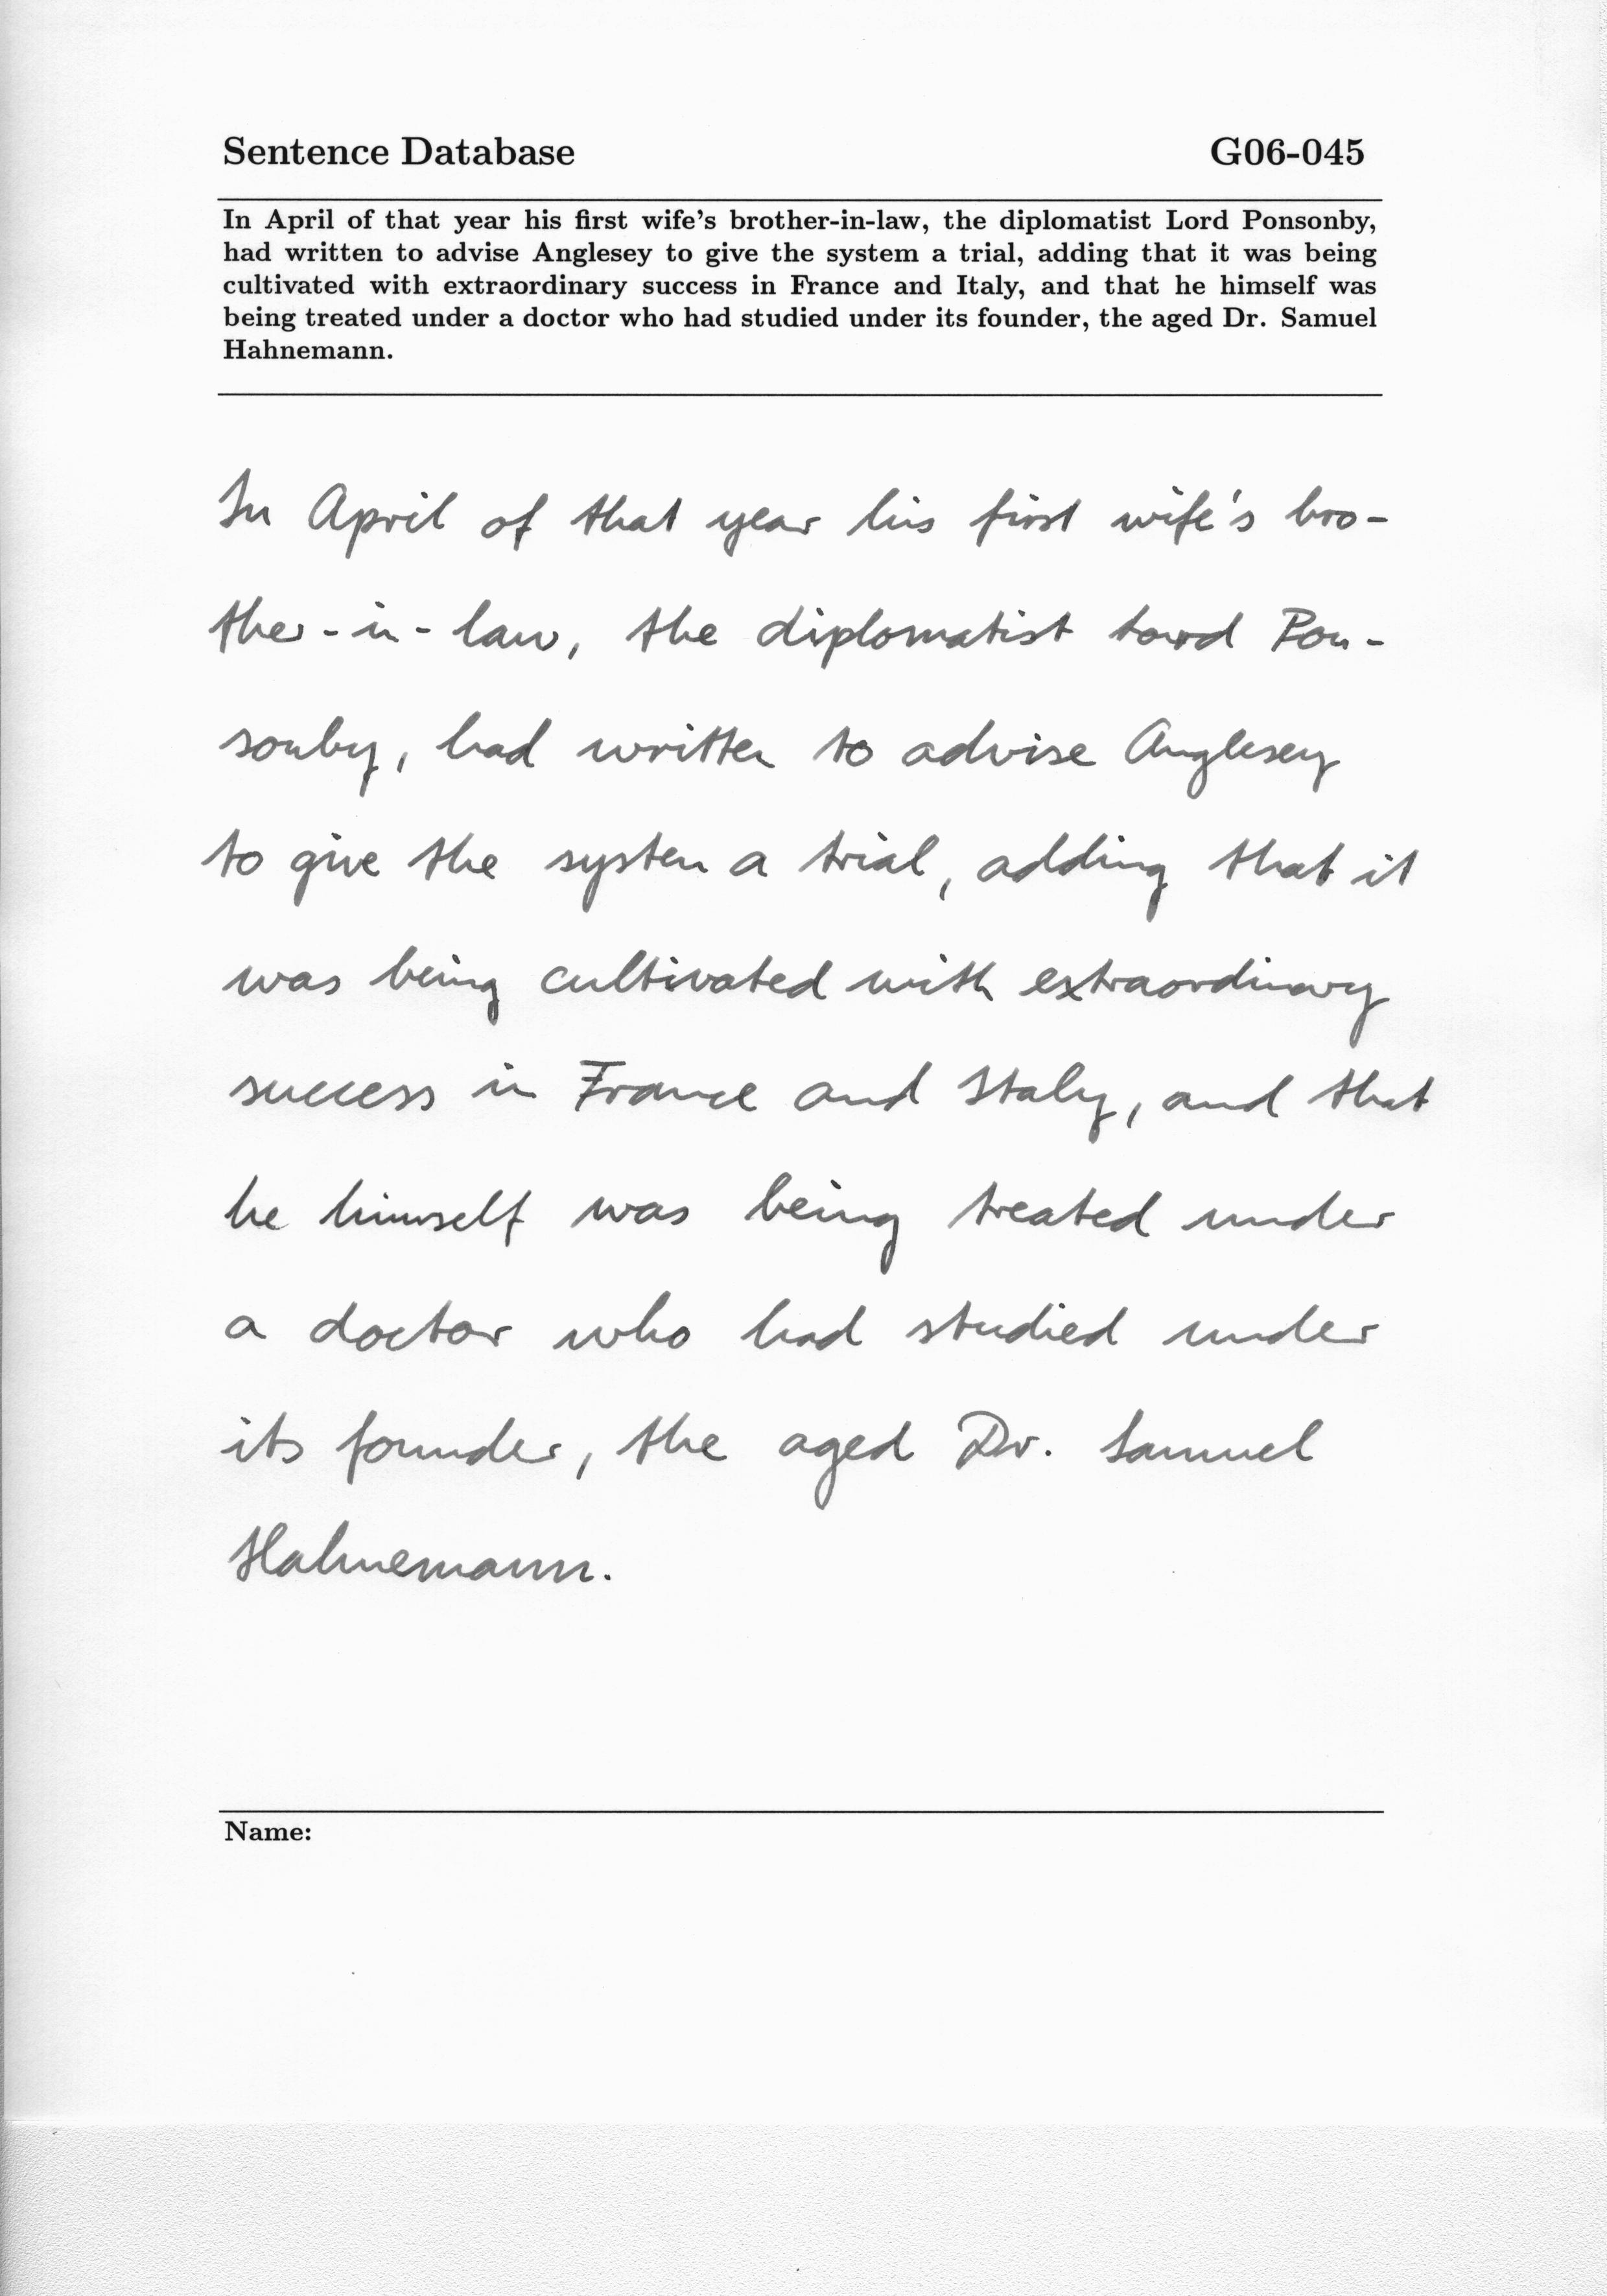 Sentence Database G06-045
In April of that year his first wife's brother-in-law, the diplomatist Lord Ponsonby,
had written to advise Anglesey to give the system a trial, adding that it was being
cultivated with extraordinary success in France and Italy, and that he himself was
being treated under a doctor who had studied under its founder, the aged Dr. Samuel
Hahnemann.
In April of that year his first wife's bro-
ther-in-law, the diplomatist Lord Pon-
sonby, had written to advise Anglesey
to give the system a trial, adding that it
was being cultivated with extraordinary
success in France and Italy, and that
he himself was being treated under
a doctor who had studied under
its founder, the aged Dr. Samuel
Hahnemann.
Name: